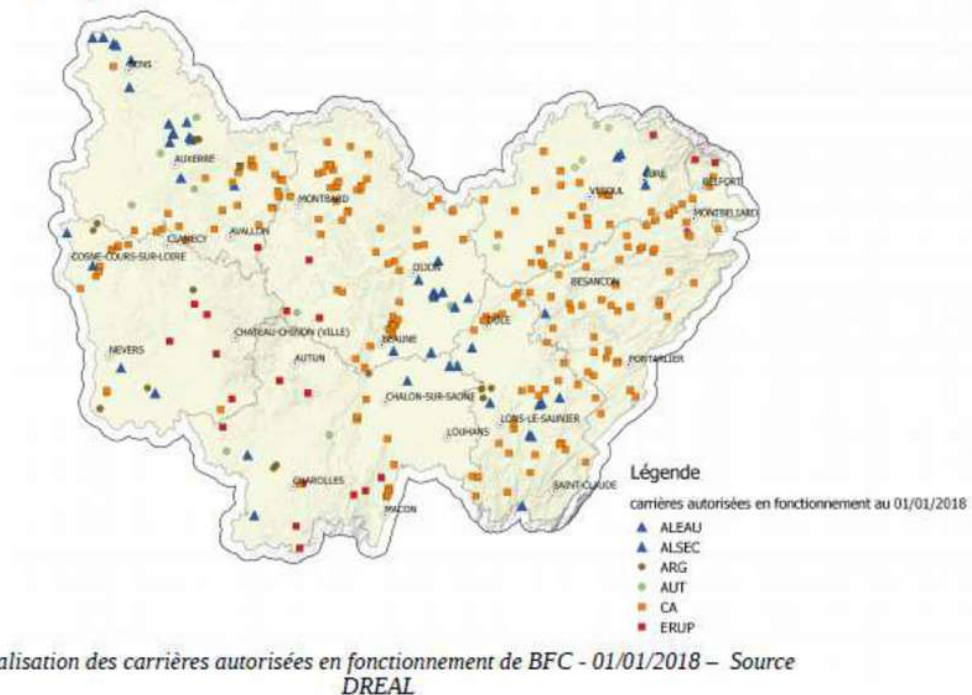 SENS
AUXERRE
MONTBARD
VESOUL
LURE
BELFORT
MONTBELIARD
CLAMECY
AVALLON
COSNE-COURS-SUR-LOIRE
DIJON
BESANCON
DOLE
CHATEAU-CHINON (VILLE)
BEAUNE
NEVERS
AUTUN
PONTARLIER
CHALON-SUR-SAONE
LONS-LE-SAUNIER
LOUHANS
CHAROLLES
SAINT-CLAUDE
MACON
Légende
carrières autorisées en fonctionnement au 01/01/2018
ALEAU
ALSEC
ARG
AUT
CA
ERUP
alisation des carrières autorisées en fonctionnement de BFC - 01/01/2018 – Source
DREAL